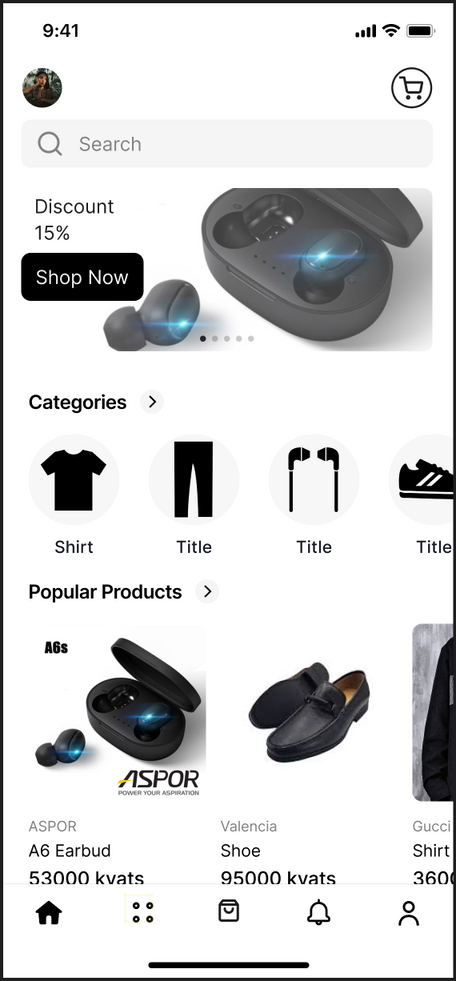 9:41
Search
Discount
15%
Shop Now
Categories
Shirt
Title
Title
Title
Popular Products
A6s
ASPOR
POWER YOUR ASPIRATION
ASPOR
Valencia
Gucci
A6 Earbud
Shoe
Shirt
53000 kyats
95000 kyats
3600